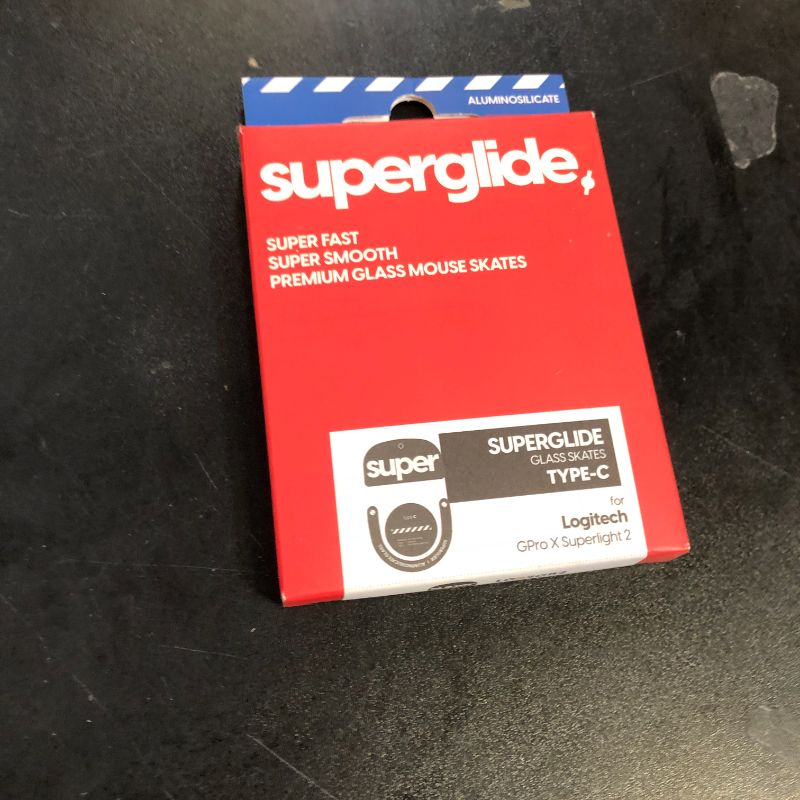 ALUMINOSILICATE
superglide
SUPER FAST
SUPER SMOOTH
PREMIUM GLASS MOUSE SKATES
SUPERGLIDE
GLASS SKATES
TYPE-C
super
for
Logitech
GPro X Superlight 2